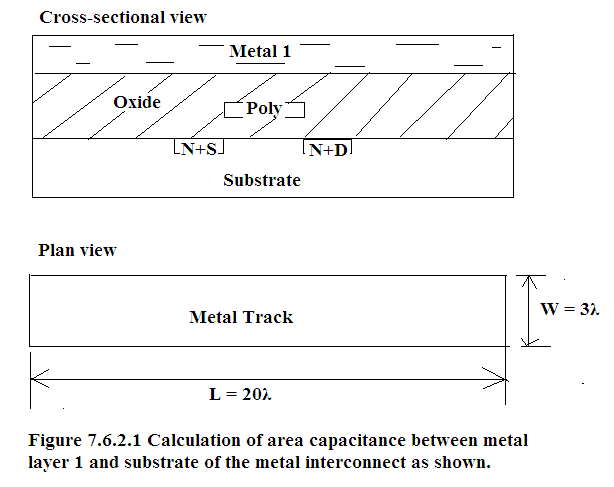 Cross-sectional view
Metal 1
Oxide
Poly
N+S
N+D
Substrate
Plan view
Metal Track
W = 3λ
L = 20λ
Figure 7.6.2.1 Calculation of area capacitance between metal
layer 1 and substrate of the metal interconnect as shown.